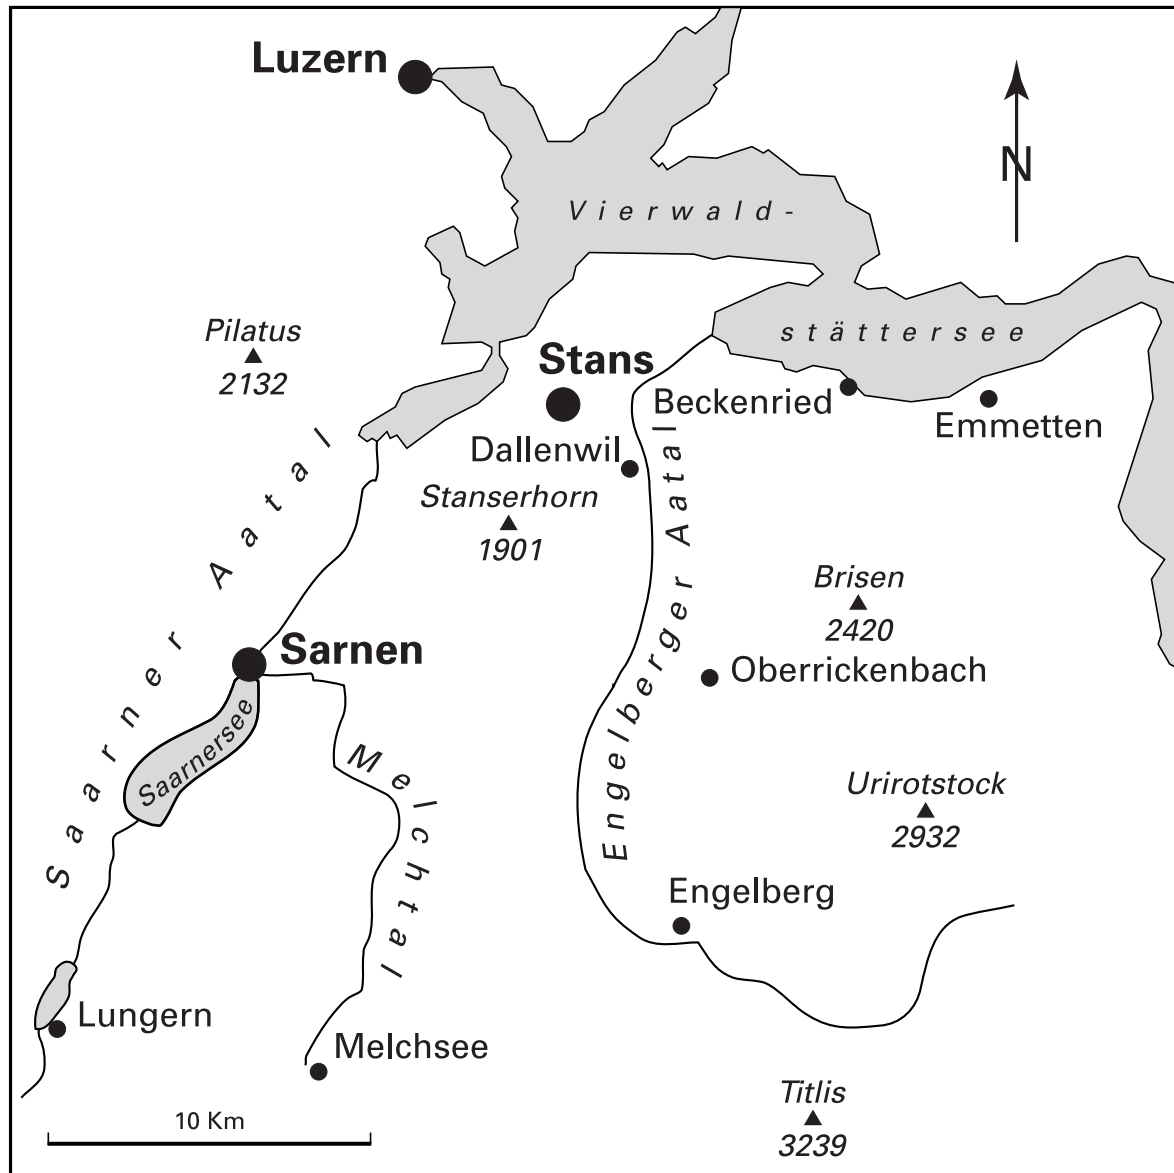 Luzern
N
Vierwald-
Pilatus
2132
stättersee
Stans
Beckenried
Emmetten
Dallenwil
Saarner Aatal
Stanserhorn
1901
Engelberger Aatal
Brisen
2420
Sarnen
Oberrickenbach
Saarnersee
Melchtal
Urirotstock
2932
Engelberg
Lungern
Melchsee
Titlis
3239
10 Km